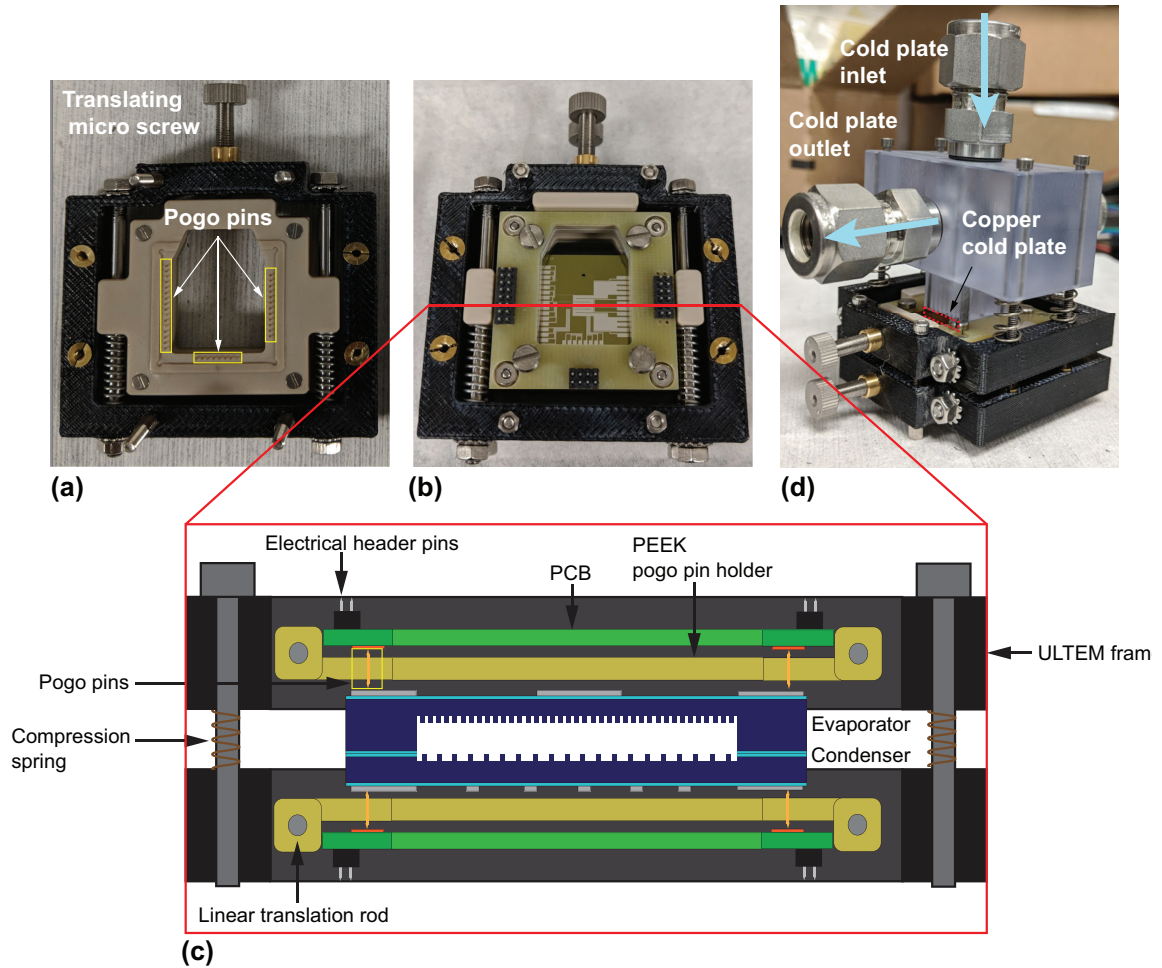 Translating
micro screw
Pogo pins
(a)
(b)
Cold plate
inlet
Cold plate
outlet
Copper
cold plate
(d)
Electrical header pins
PCB
PEEK
pogo pin holder
ULTEM fram
Pogo pins
Evaporator
Condenser
Compression
spring
Linear translation rod
(c)